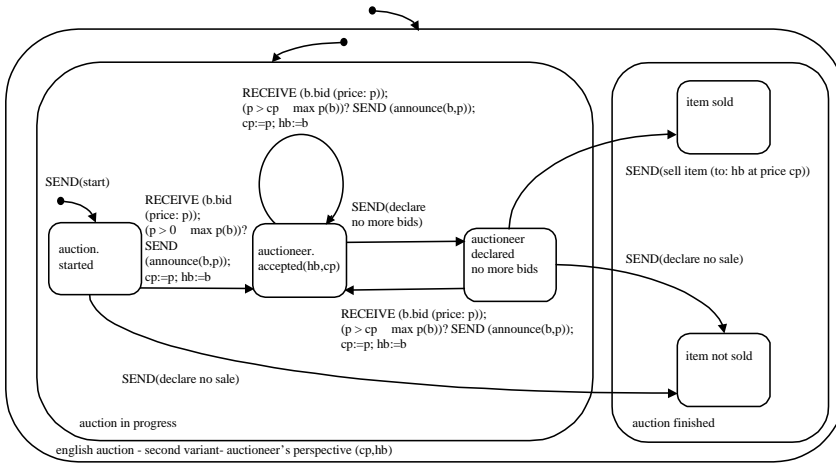 RECEIVE (b.bid (price: p));
(p > cp max p(b))? SEND (announce(b,p));
cp:=p; hb:=b
item sold
SEND(sell item (to: hb at price cp))
SEND(start)
RECEIVE (b.bid
(price: p));
(p > 0 max p(b))?
SEND
(announce(b,p));
cp:=p; hb:=b
SEND(declare
no more bids)
auction.
started
auctioneer.
accepted(hb,cp)
auctioneer
declared
no more bids
SEND(declare no sale)
RECEIVE (b.bid (price: p));
(p > cp max p(b))? SEND (announce(b,p));
cp:=p; hb:=b
item not sold
SEND(declare no sale)
auction in progress
auction finished
english auction - second variant- auctioneer's perspective (cp,hb)